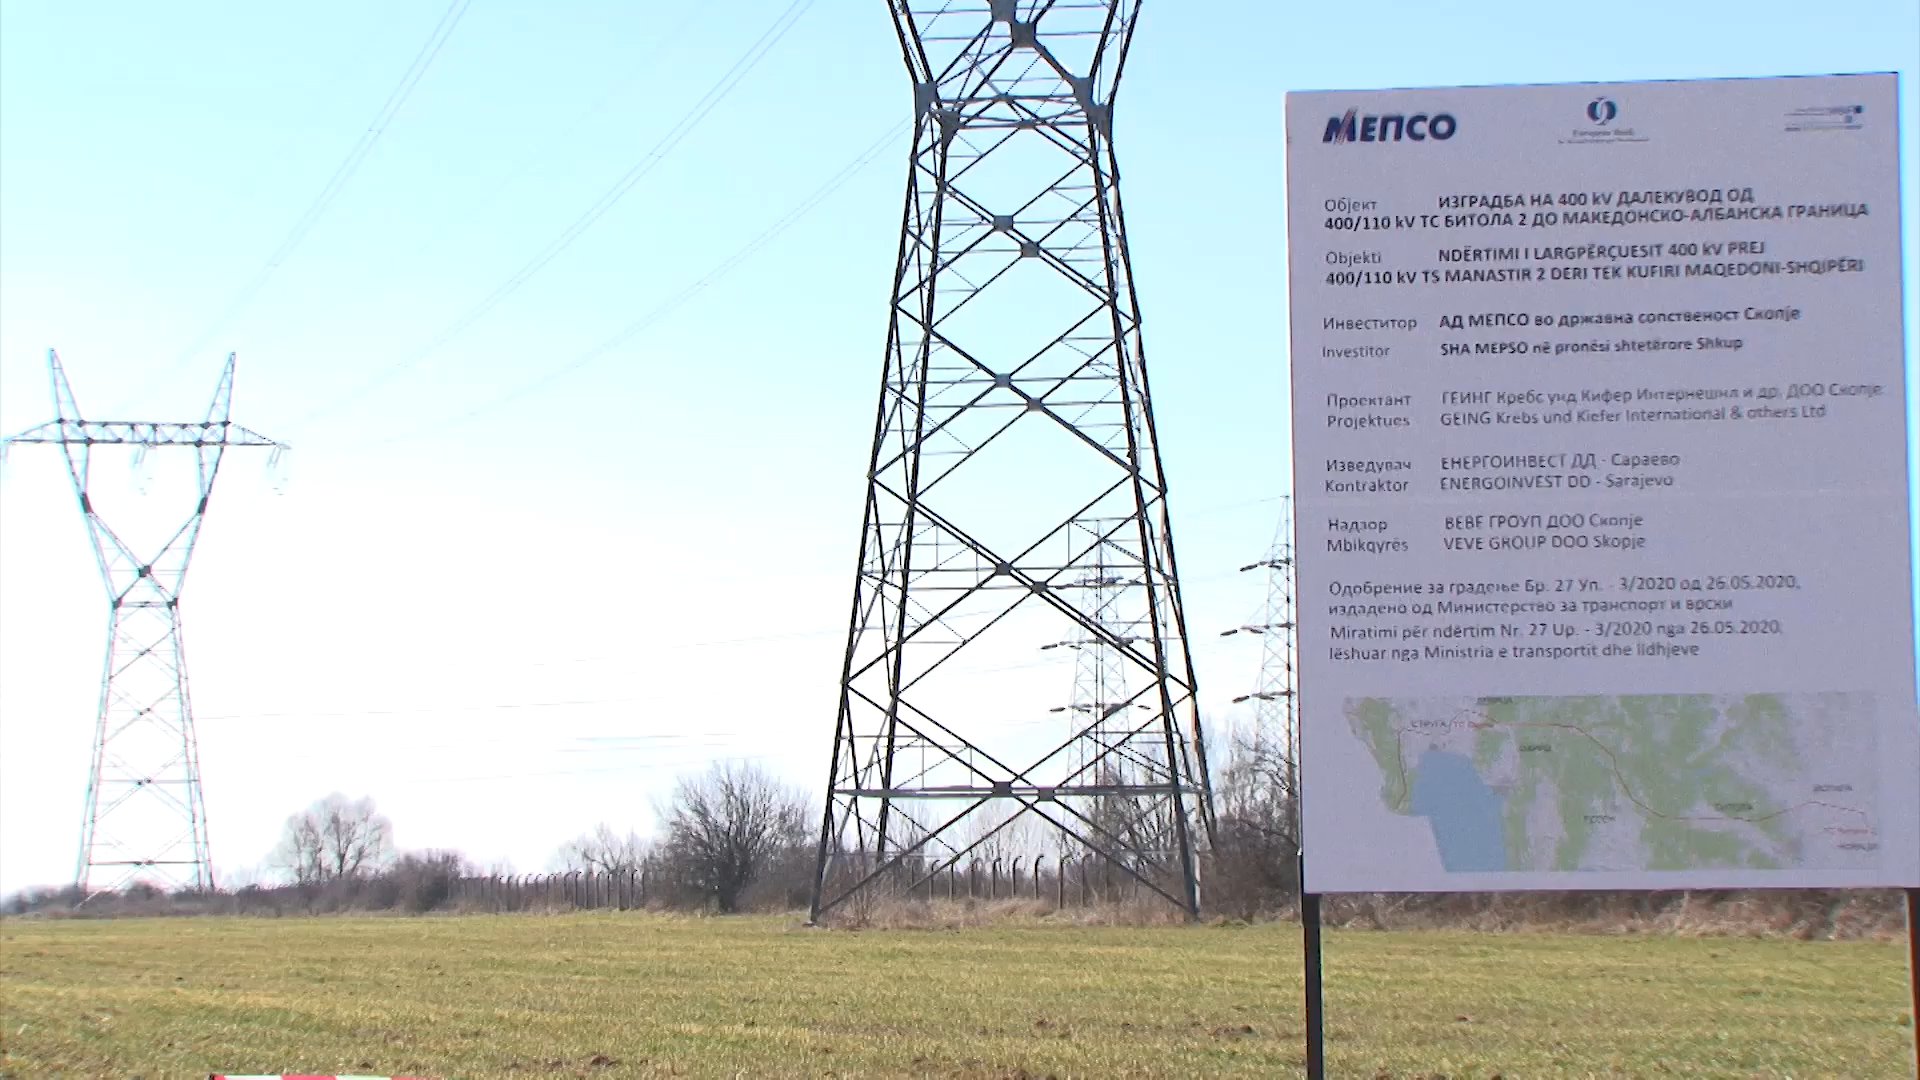 МЕПСО
European Bank
Објект ИЗГРАДБА НА 400 kV ДАЛЕКУВОД ОД
400/110 kV ТС БИТОЛА 2 ДО МАКЕДОНСКО-АЛБАНСКА ГРАНИЦА
Objekti NDËRTIMI I LARGPËRÇUESIT 400 kV PREJ
400/110 kV TS MANASTIR 2 DERI TEK KUFIRI MAQEDONI-SHQIPËRI
Инвеститор АД МЕПСО во државна сопственост Скопје
Investitor SHA MEPSO në pronësi shtetërore Shkup
Проектант ГЕИНГ Кребс унд Кифер Интернешнл и др. ДОО Скопје
Projektues GEING Krebs und Kiefer International & others Ltd
Изведувач ЕНЕРГОИНВЕСТ ДД - Сараево
Kontraktor ENERGOINVEST DD - Sarajevo
Надзор ВЕВЕ ГРОУП ДОО Скопје
Mbikqyrës VEVE GROUP DOO Skopje
Одобрение за градење Бр. 27 Уп. - 3/2020 од 26.05.2020,
издадено од Министерство за транспорт и врски
Miratimi për ndërtim Nr. 27 Up. - 3/2020 nga 26.05.2020,
lëshuar nga Ministria e transportit dhe lidhjeve
СТРУГА
ОХРИД
РЕСЕН